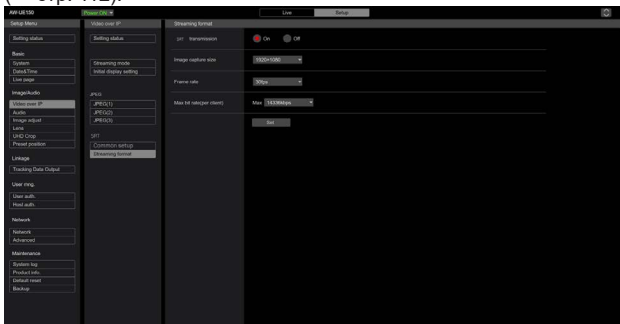 AW-UE150
Power ON
Live
Setup
Setup Menu
Video over IP
Streaming format
Setting status
Setting status
SRT transmission
On
Off
Basic
System
Date&Time
Live page
Streaming mode
Initial display setting
Image capture size
1920×1080
Frame rate
30fps
Image/Audio
Video over IP
Audio
Image adjust
Lens
UHD Crop
Preset position
JPEG
JPEG(1)
JPEG(2)
JPEG(3)
Max bit rate(per client)
Max 14336kbps
Set
SRT
Common setup
Streaming format
Linkage
Tracking Data Output
User mng.
User auth.
Host auth.
Network
Network
Advanced
Maintenance
System log
Product info.
Default reset
Backup